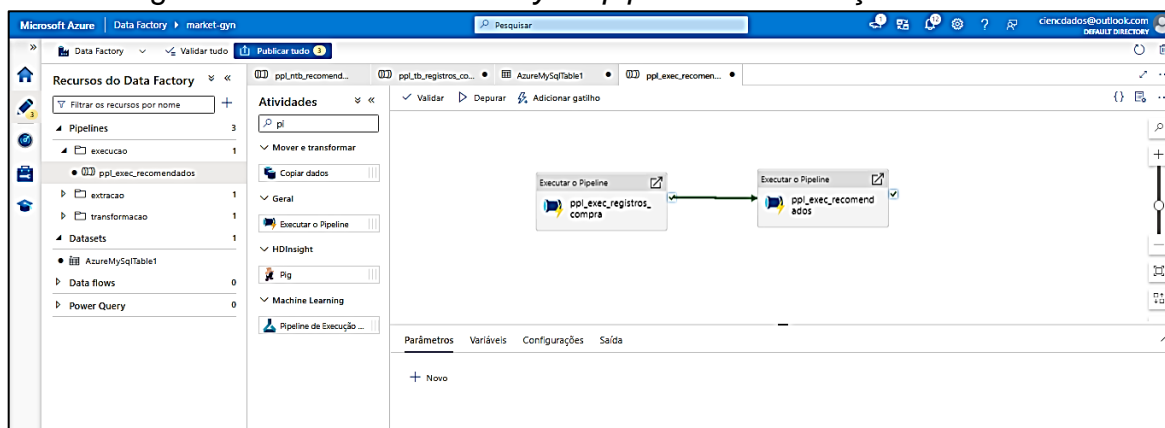 Microsoft Azure | Data Factory ▸ market-gyn
Pesquisar
12
ciencdados@outlook.com
DEFAULT DIRECTORY
» Data Factory
Validar tudo
Publicar tudo 3
Recursos do Data Factory
Filtrar os recursos por nome
Pipelines 3
execucao 1
ppl_exec_recomendados
extracao 1
transformacao 1
Datasets 1
AzureMySqlTable1
Data flows 0
Power Query 0
3
ppl_ntb_recomend...
ppl_tb_registros_co...
AzureMySqlTable1
ppl_exec_recomen...
Atividades
pi
Mover e transformar
Copiar dados
Geral
Executar o Pipeline
HDInsight
Pig
Machine Learning
Pipeline de Execução ...
Validar
Depurar
Adicionar gatilho
Executar o Pipeline
ppl_exec_registros_
compra
Executar o Pipeline
ppl_exec_recomend
ados
Parâmetros Variáveis Configurações Saída
+ Novo